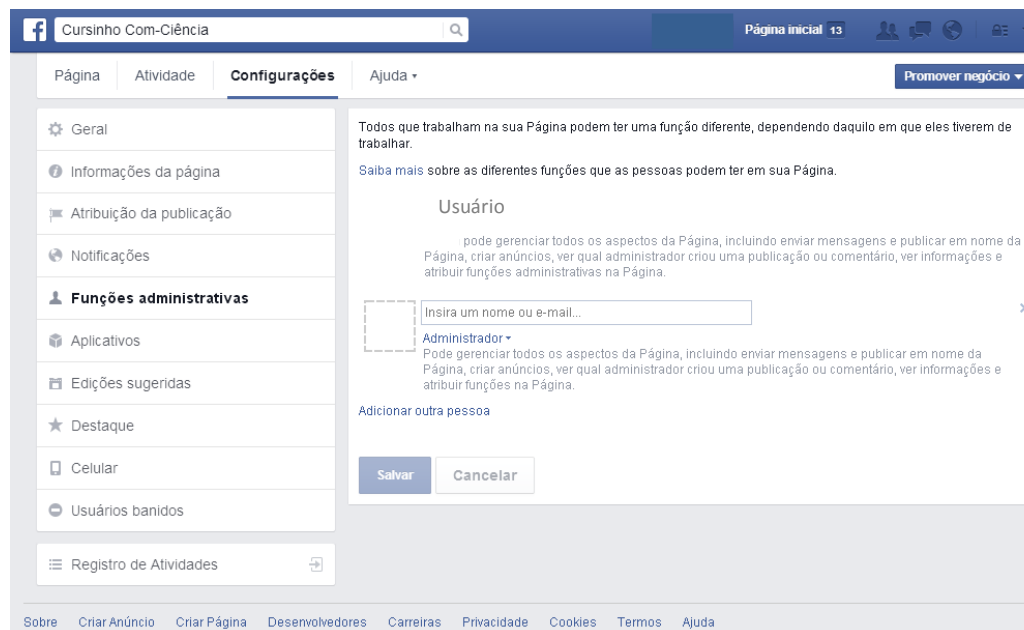 Cursinho Com-Ciência
Página inicial 13
Página Atividade Configurações Ajuda
Promover negócio
Geral
Informações da página
Atribuição da publicação
Notificações
Funções administrativas
Aplicativos
Edições sugeridas
Destaque
Celular
Usuários banidos
Registro de Atividades
Todos que trabalham na sua Página podem ter uma função diferente, dependendo daquilo em que eles tiverem de
trabalhar.
Saiba mais sobre as diferentes funções que as pessoas podem ter em sua Página.
Usuário
pode gerenciar todos os aspectos da Página, incluindo enviar mensagens e publicar em nome da
Página, criar anúncios, ver qual administrador criou uma publicação ou comentário, ver informações e
atribuir funções administrativas na Página.
Insira um nome ou e-mail...
Administrador
Pode gerenciar todos os aspectos da Página, incluindo enviar mensagens e publicar em nome da
Página, criar anúncios, ver qual administrador criou uma publicação ou comentário, ver informações e
atribuir funções na Página.
Adicionar outra pessoa
Salvar Cancelar
Sobre Criar Anúncio Criar Página Desenvolvedores Carreiras Privacidade Cookies Termos Ajuda